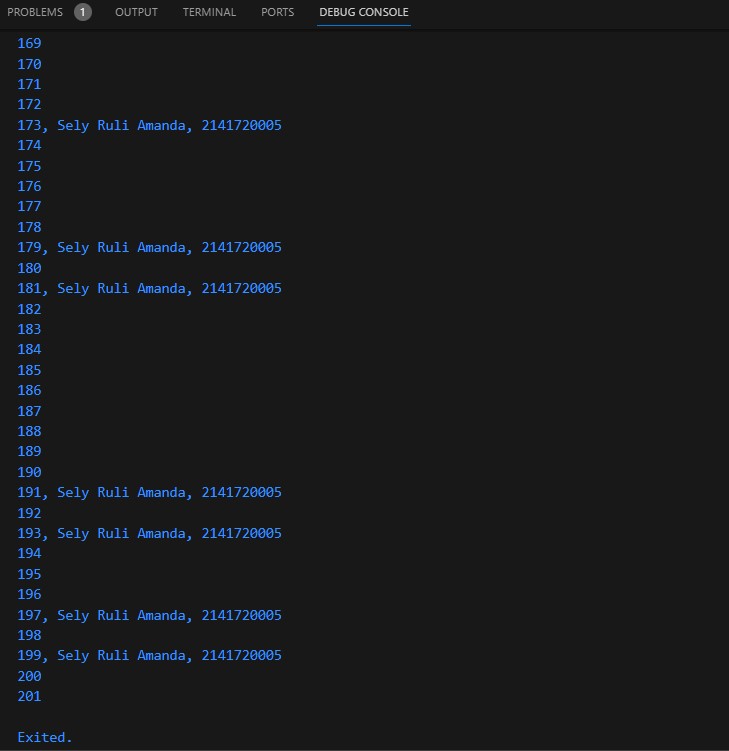 PROBLEMS 1 OUTPUT TERMINAL PORTS DEBUG CONSOLE
169
170
171
172
173, Sely Ruli Amanda, 2141720005
174
175
176
177
178
179, Sely Ruli Amanda, 2141720005
180
181, Sely Ruli Amanda, 2141720005
182
183
184
185
186
187
188
189
190
191, Sely Ruli Amanda, 2141720005
192
193, Sely Ruli Amanda, 2141720005
194
195
196
197, Sely Ruli Amanda, 2141720005
198
199, Sely Ruli Amanda, 2141720005
200
201
Exited.